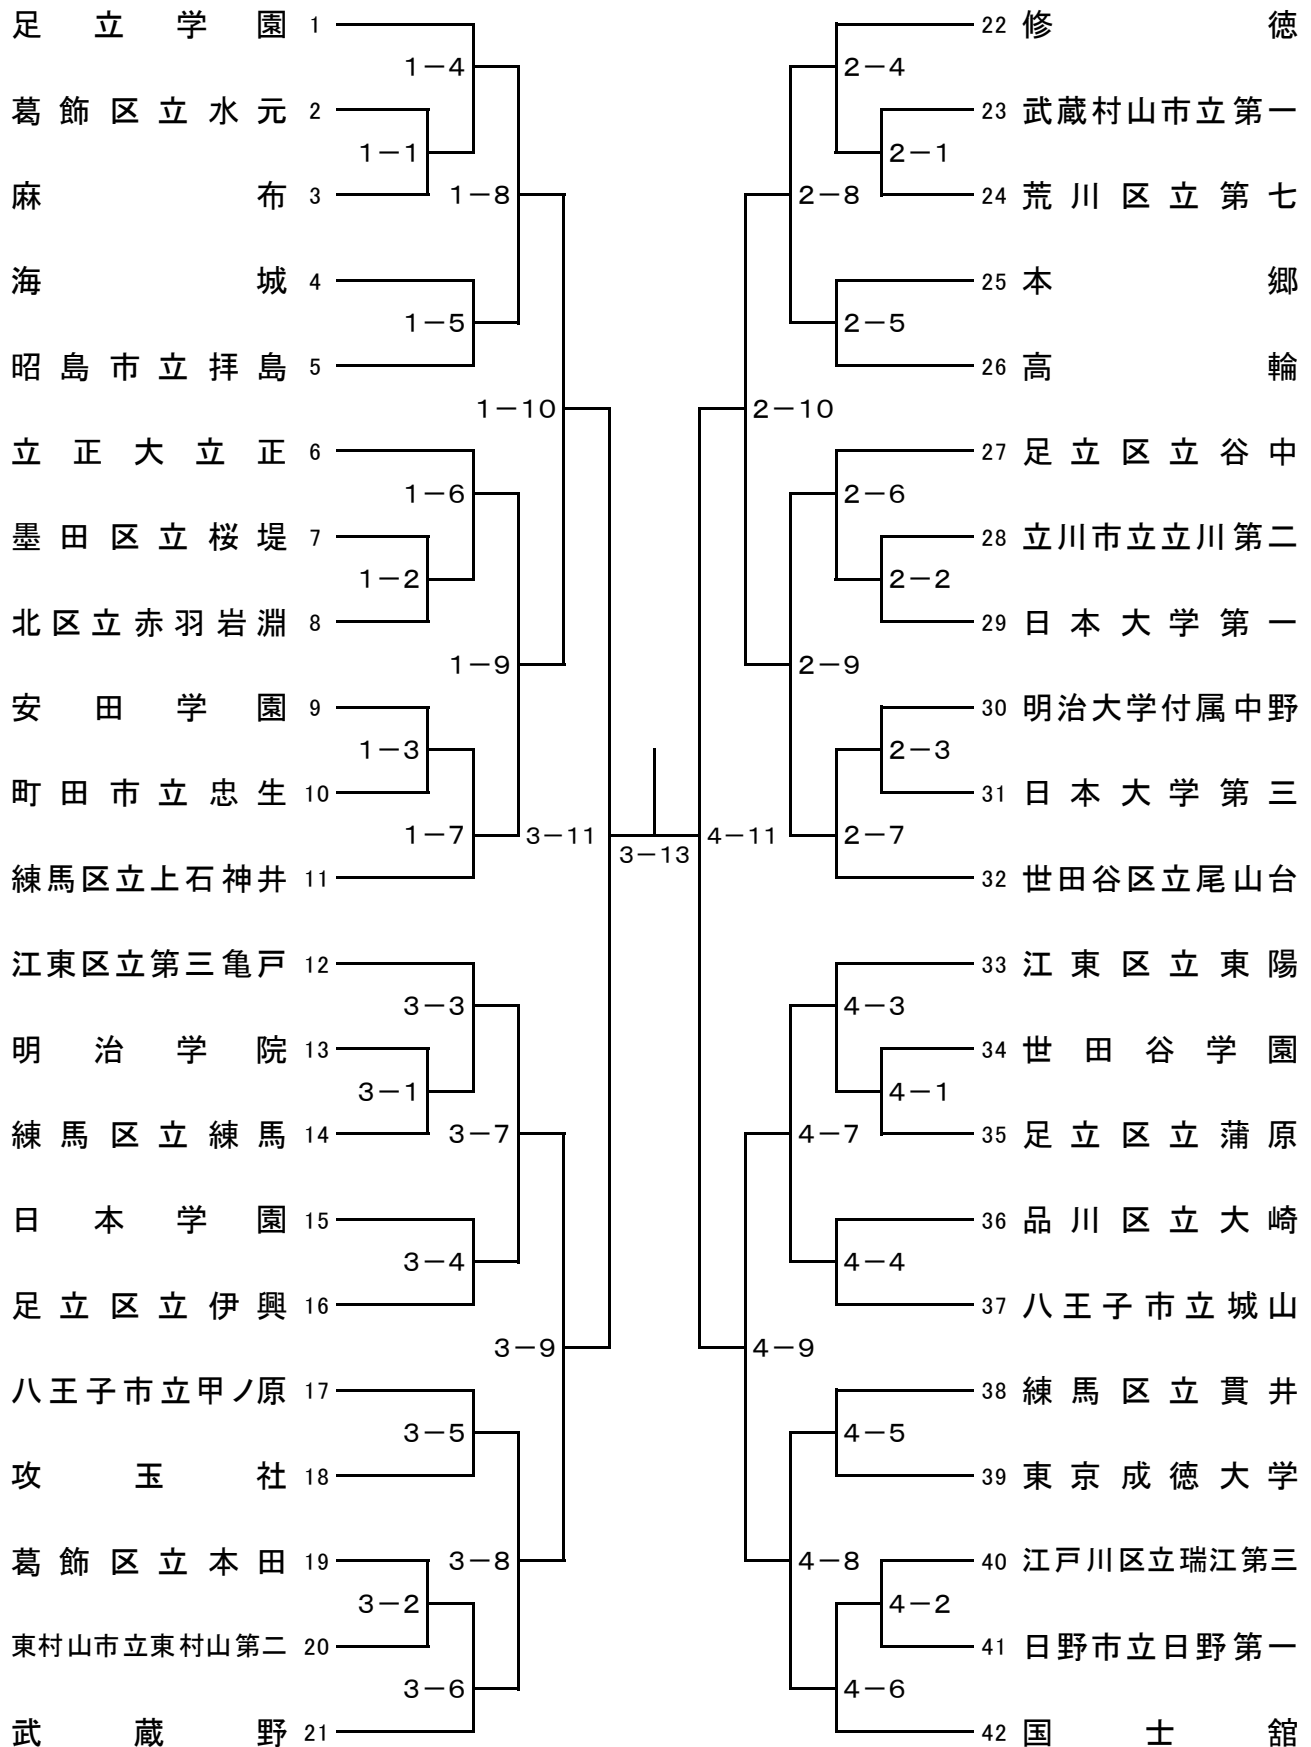 足立学園 1
1－4
葛飾区立水元 2
1－1
麻布 3
1－8
海城 4
1－5
昭島市立拝島 5
1－10
立正大立正 6
1－6
墨田区立桜堤 7
1－2
北区立赤羽岩淵 8
1－9
安田学園 9
1－3
町田市立忠生 10
1－7
3－11
練馬区立上石神井 11
江東区立第三亀戸 12
3－3
明治学院 13
3－1
練馬区立練馬 14
3－7
日本学園 15
3－4
足立区立伊興 16
3－9
八王子市立甲ノ原 17
3－5
攻玉社 18
葛飾区立本田 19
3－8
3－2
東村山市立東村山第二 20
3－6
武蔵野 21
3－13
22 修徳
2－4
23 武蔵村山市立第一
2－1
24 荒川区立第七
2－8
25 本郷
2－5
26 高輪
2－10
27 足立区立谷中
2－6
28 立川市立立川第二
2－2
29 日本大学第一
2－9
30 明治大学付属中野
2－3
31 日本大学第三
4－11
2－7
32 世田谷区立尾山台
33 江東区立東陽
4－3
34 世田谷学園
4－1
35 足立区立蒲原
4－7
36 品川区立大崎
4－4
37 八王子市立城山
4－9
38 練馬区立貫井
4－5
39 東京成徳大学
40 江戸川区立瑞江第三
4－8
4－2
41 日野市立日野第一
4－6
42 国士舘